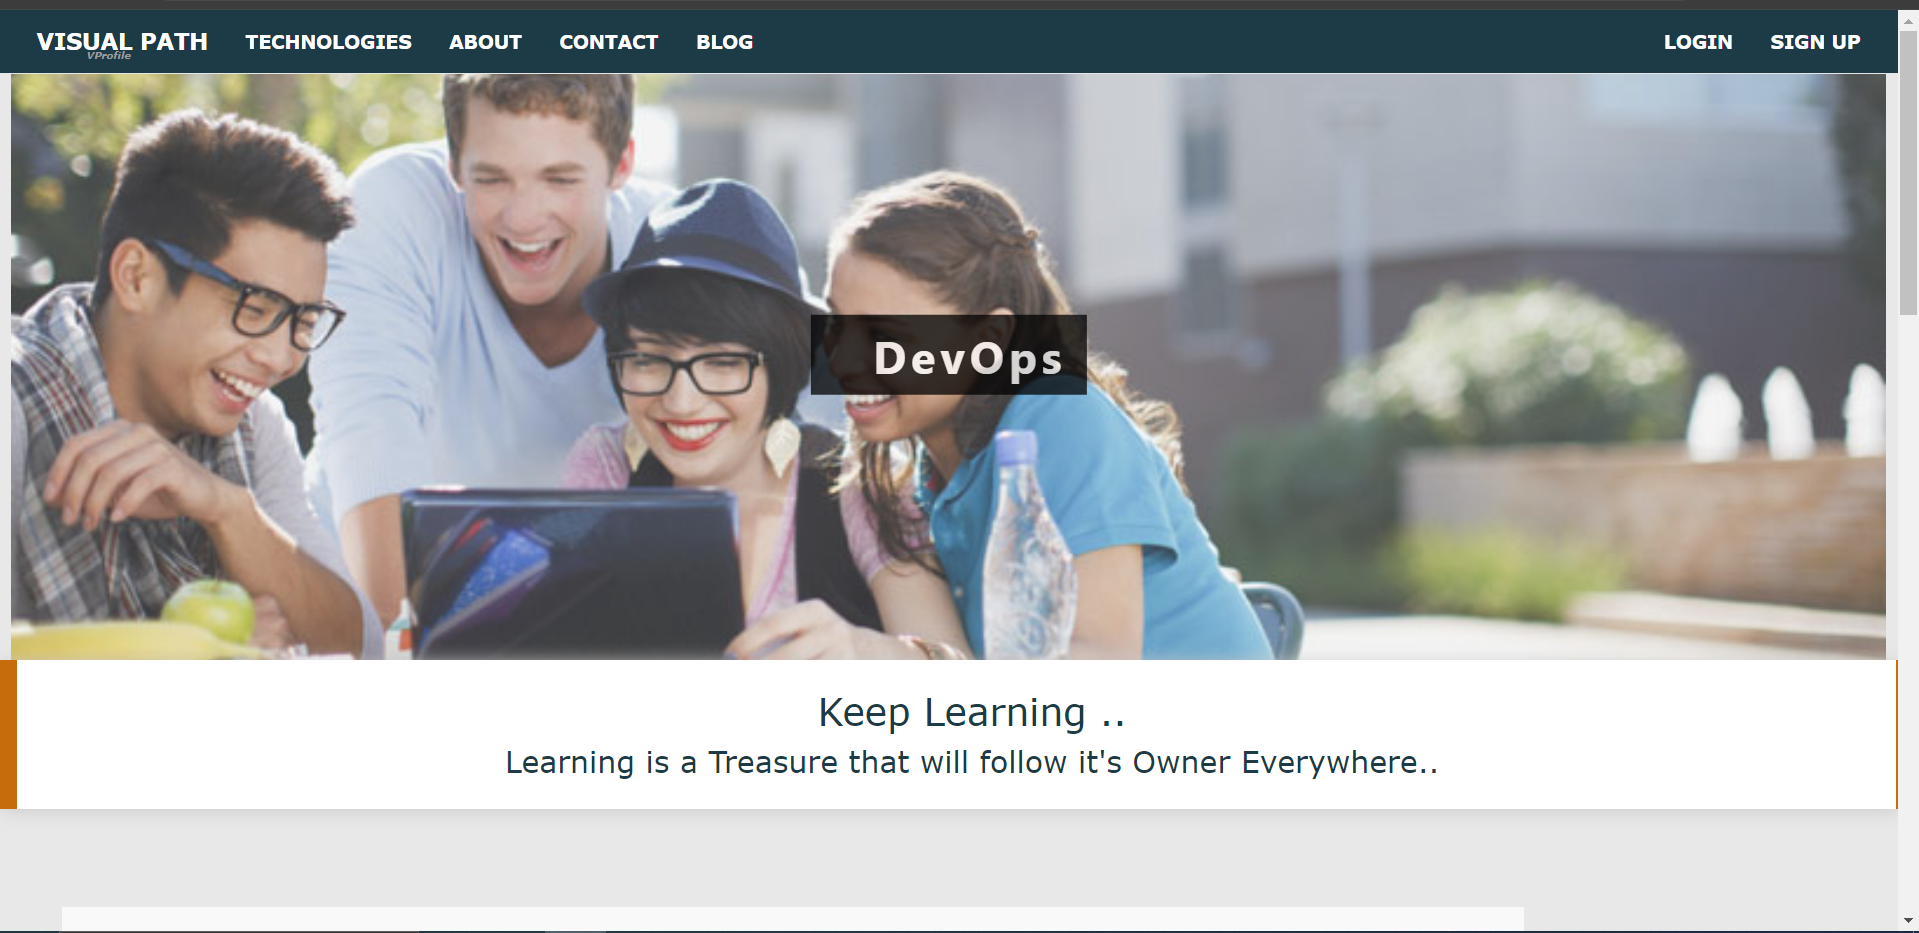 VISUAL PATH TECHNOLOGIES ABOUT CONTACT BLOG LOGIN SIGN UP
VProfile
DevOps
Keep Learning ..
Learning is a Treasure that will follow it's Owner Everywhere..